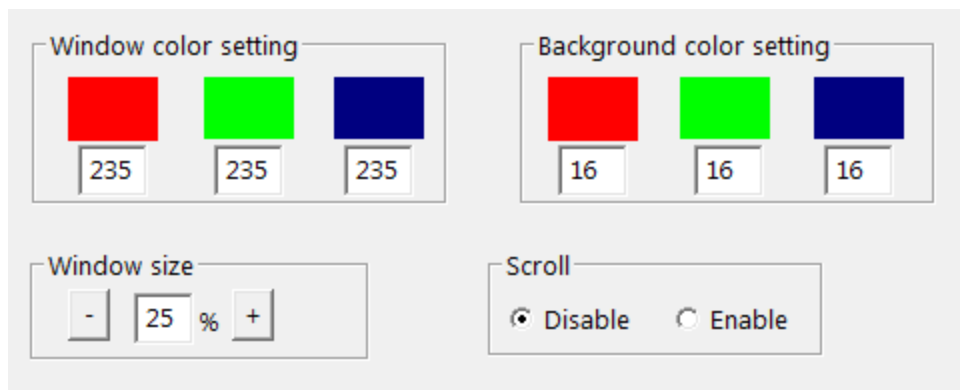 Window color setting
Background color setting
235 235 235
16 16 16
Window size
Scroll
- 25 % +
Disable Enable